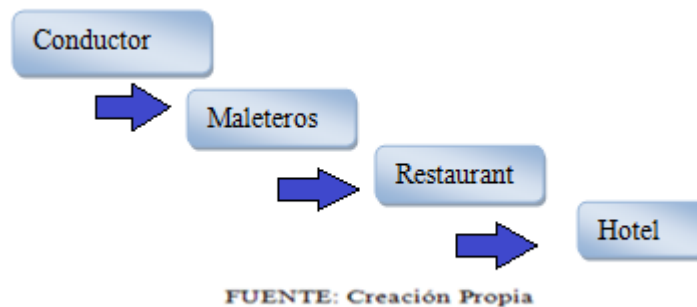 Conductor
Maleteros
Restaurant
Hotel
FUENTE: Creación Propia